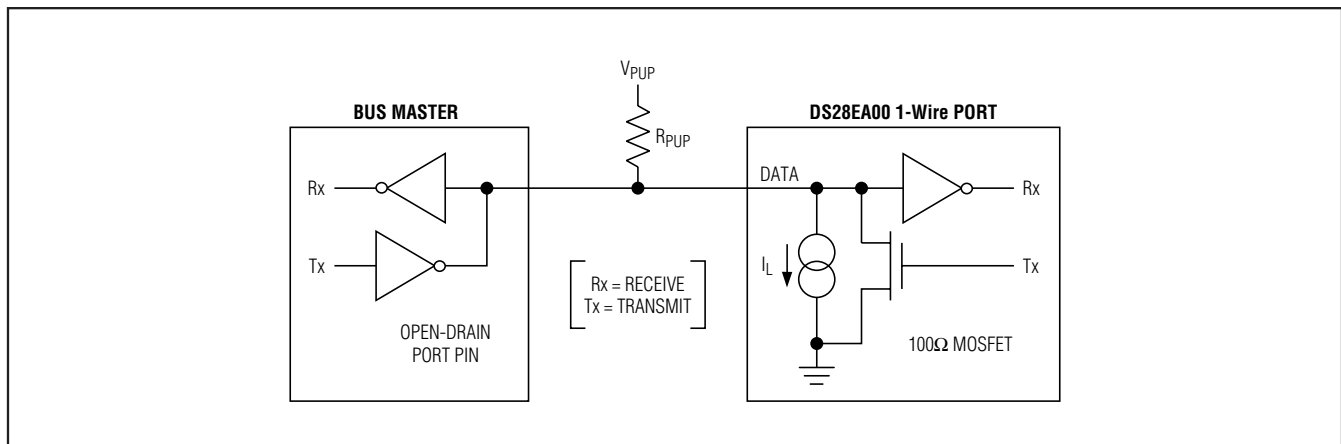 V_PUP
BUS MASTER
DS28EA00 1-Wire PORT
R_PUP
Rx
DATA
Rx
Tx
I_L
Tx
Rx = RECEIVE
Tx = TRANSMIT
OPEN-DRAIN
PORT PIN
100Ω MOSFET